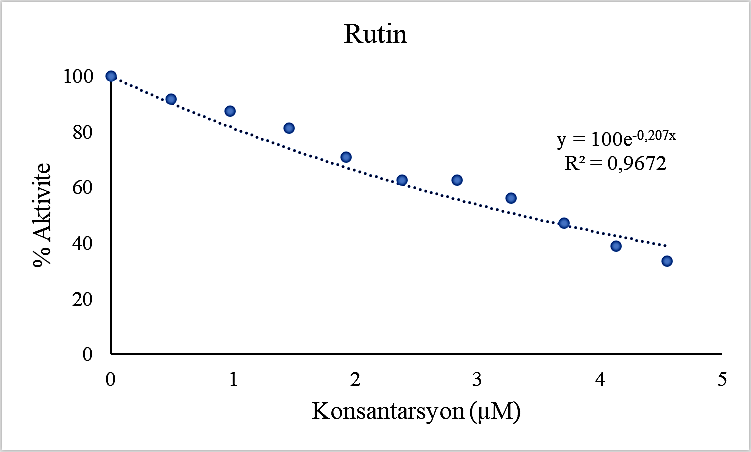 Rutin
100
80
60
40
20
0
% Aktivite
y = 100e-0,207x
R² = 0,9672
0 1 2 3 4 5
Konsantarsyon (µM)